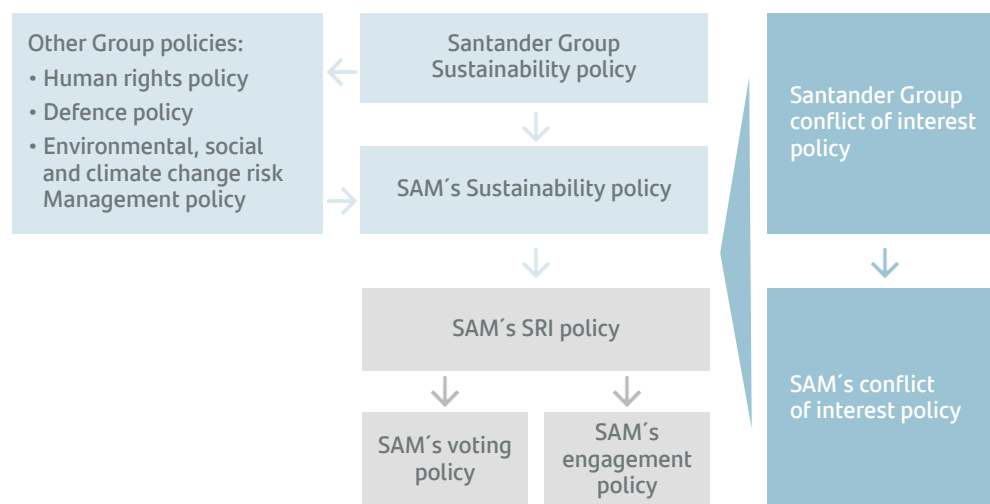 Other Group policies:
• Human rights policy
• Defence policy
• Environmental, social
and climate change risk
Management policy
Santander Group
Sustainability policy
SAM´s Sustainability policy
SAM´s SRI policy
SAM´s voting
policy
SAM´s
engagement
policy
Santander Group
conflict of interest
policy
SAM´s conflict
of interest policy